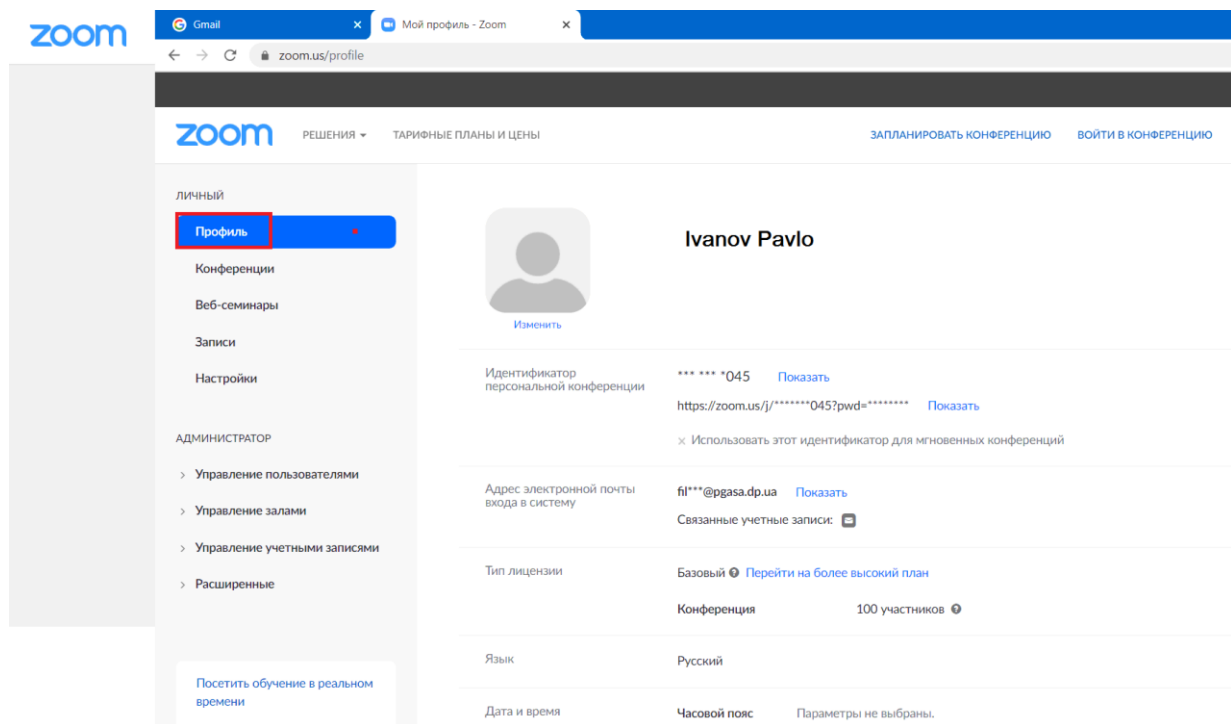 zoom
Gmail
Мой профиль - Zoom
zoom.us/profile
zoom
РЕШЕНИЯ
ТАРИФНЫЕ ПЛАНЫ И ЦЕНЫ
ЗАПЛАНИРОВАТЬ КОНФЕРЕНЦИЮ
ВОЙТИ В КОНФЕРЕНЦИЮ
ЛИЧНЫЙ
Профиль
Конференции
Веб-семинары
Записи
Настройки
АДМИНИСТРАТОР
Управление пользователями
Управление залами
Управление учетными записями
Расширенные
Посетить обучение в реальном
времени
Ivanov Pavlo
Изменить
Идентификатор
персональной конференции
*** *** *045 Показать
https://zoom.us/j/*******045?pwd=******** Показать
× Использовать этот идентификатор для мгновенных конференций
Адрес электронной почты
входа в систему
fil***@pgasa.dp.ua Показать
Связанные учетные записи:
Тип лицензии
Базовый Перейти на более высокий план
Конференция 100 участников
Язык
Русский
Дата и время
Часовой пояс Параметры не выбраны.